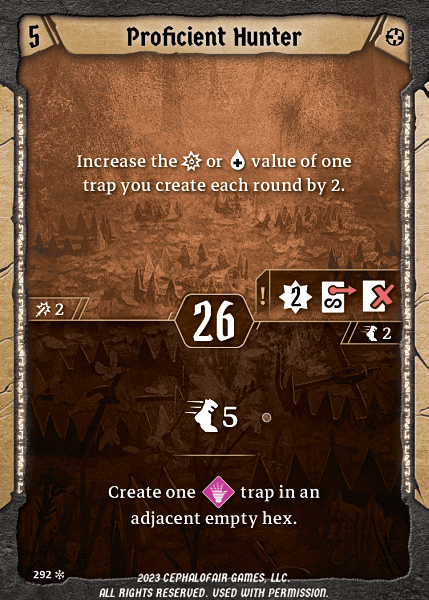 5
Proficient Hunter
Increase the or value of one
trap you create each round by 2.
2
26
! 2
2
5
Create one trap in an
adjacent empty hex.
292
2023 CEPHALOFAIR GAMES, LLC.
ALL RIGHTS RESERVED. USED WITH PERMISSION.